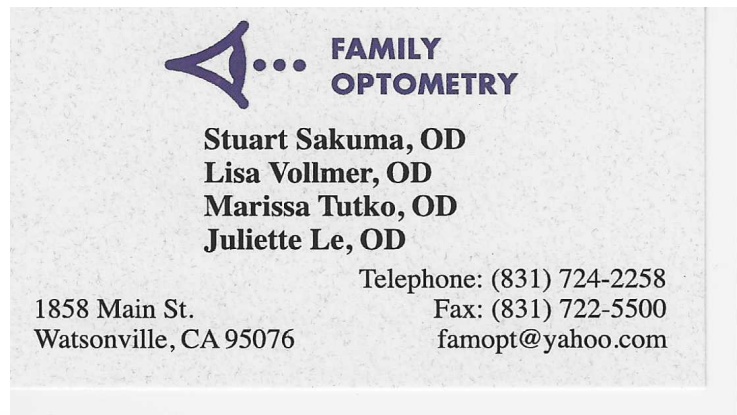 FAMILY
OPTOMETRY
Stuart Sakuma, OD
Lisa Vollmer, OD
Marissa Tutko, OD
Juliette Le, OD
Telephone: (831) 724-2258
1858 Main St.
Fax: (831) 722-5500
Watsonville, CA 95076
famopt@yahoo.com